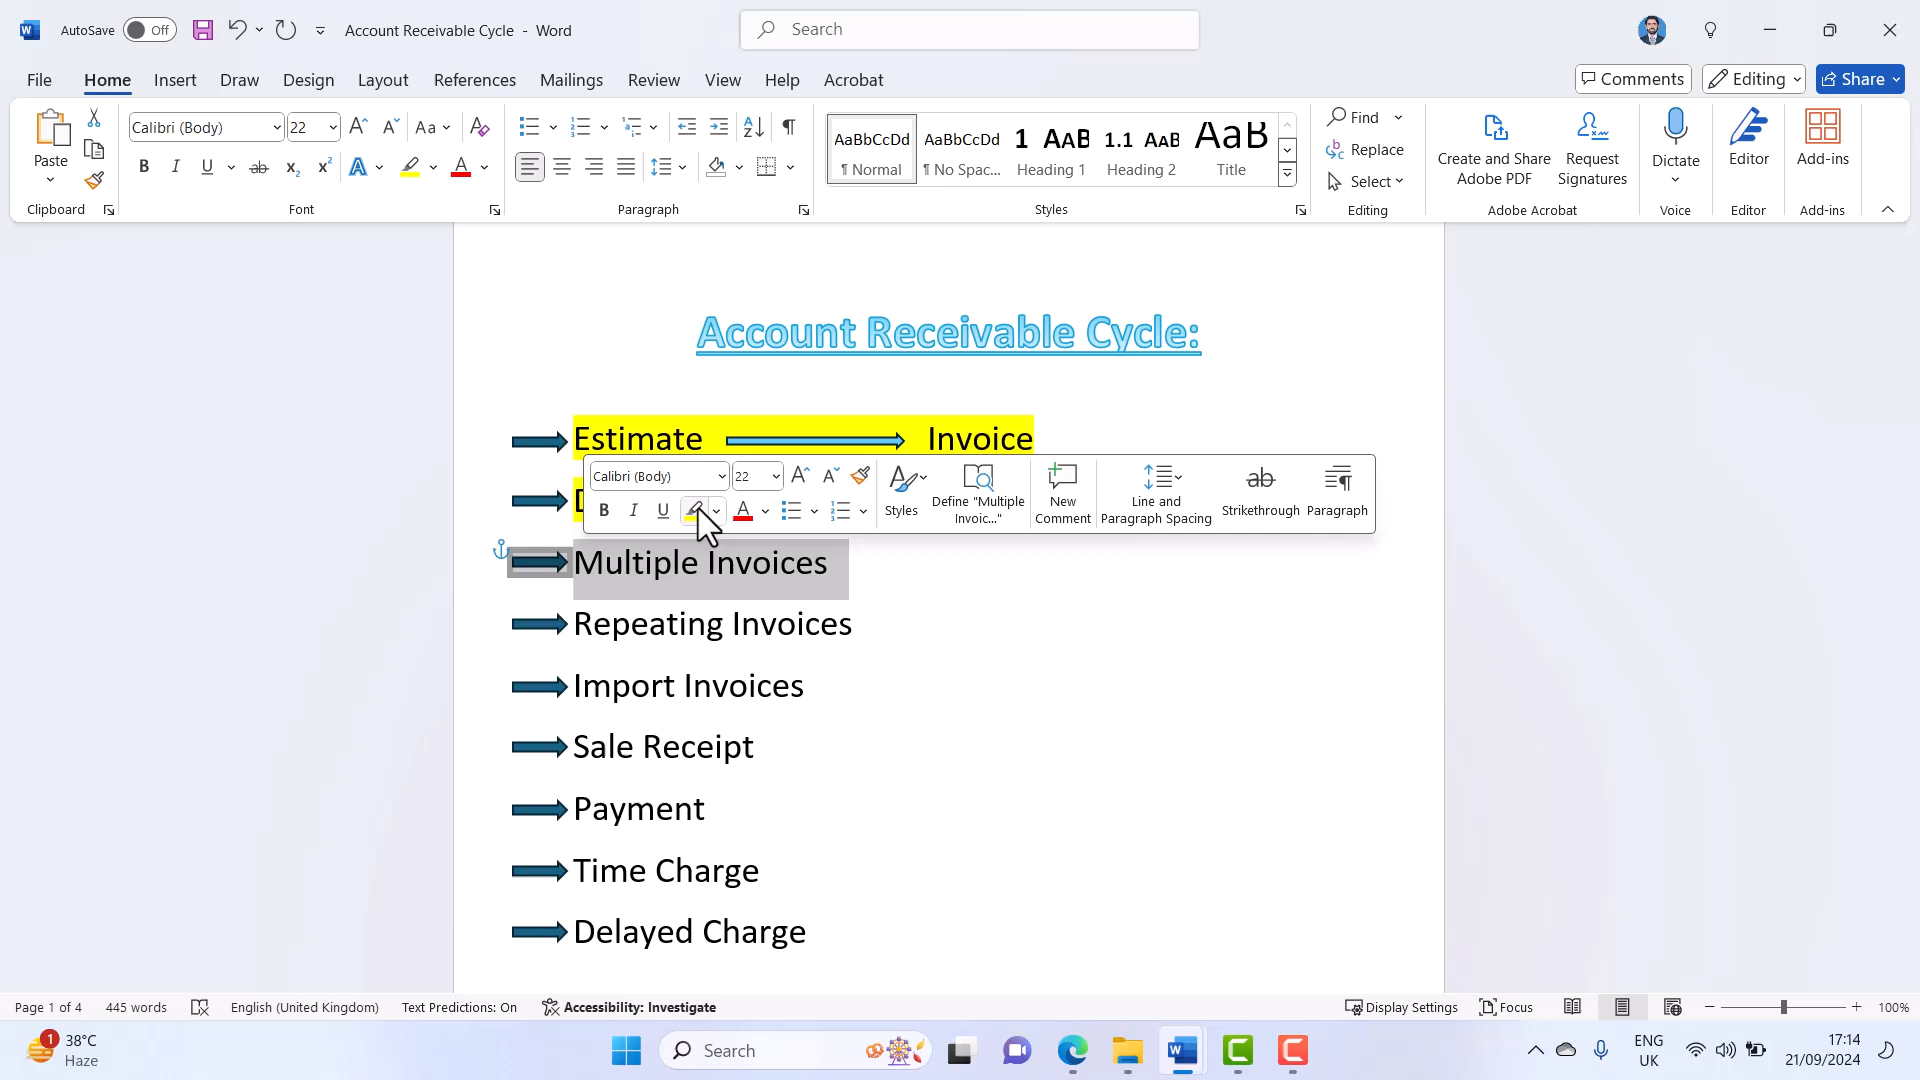 AutoSave Off Account Receivable Cycle - Word Search
File Home Insert Draw Design Layout References Mailings Review View Help Acrobat Comments Editing Share
Paste
Clipboard
Calibri (Body) 22 Aa
B I U ab x₂ x² A A
Font
Paragraph
AaBbCcDd AaBbCcDd 1 AaB 1.1 AaB AaB
¶ Normal ¶ No Spac... Heading 1 Heading 2 Title
Styles
Find
Replace
Select
Editing
Create and Share Adobe PDF
Request Signatures
Adobe Acrobat
Dictate
Voice
Editor
Editor
Add-ins
Add-ins
Account Receivable Cycle:
Estimate Invoice
Calibri (Body) 22
B I U A
Styles
Define "Multiple Invoic..."
New Comment
Line and Paragraph Spacing
Strikethrough
Paragraph
Multiple Invoices
Repeating Invoices
Import Invoices
Sale Receipt
Payment
Time Charge
Delayed Charge
Page 1 of 4 445 words English (United Kingdom) Text Predictions: On Accessibility: Investigate Display Settings Focus 100%
1 38°C
Haze
Search
ENG
UK
17:14
21/09/2024